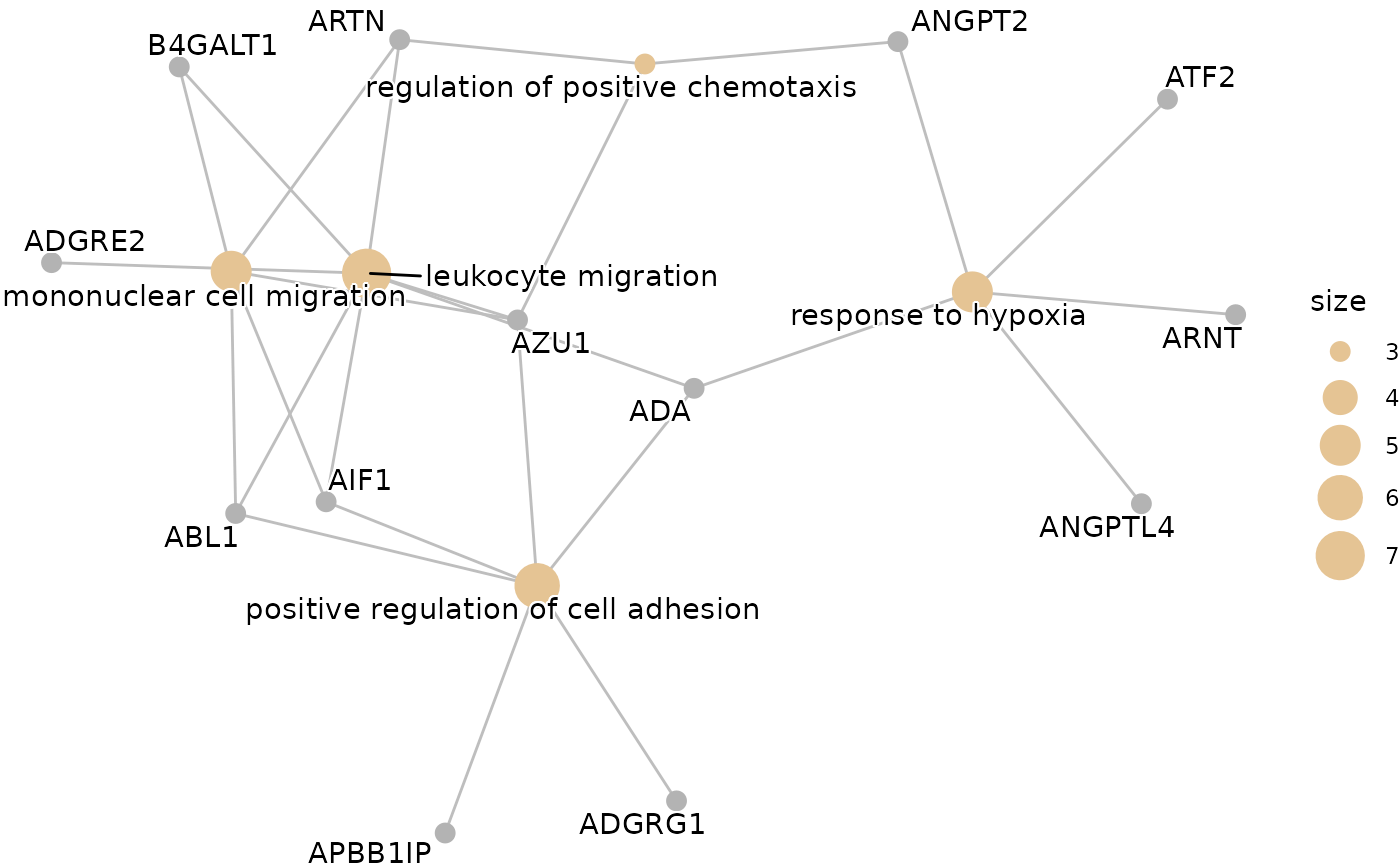 ARTN
ANGPT2
B4GALT1
ATF2
regulation of positive chemotaxis
ADGRE2
leukocyte migration
mononuclear cell migration
size
response to hypoxia
ARNT
AZU1
3
4
ADA
5
AIF1
6
ANGPTL4
ABL1
7
positive regulation of cell adhesion
ADGRG1
APBB1IP